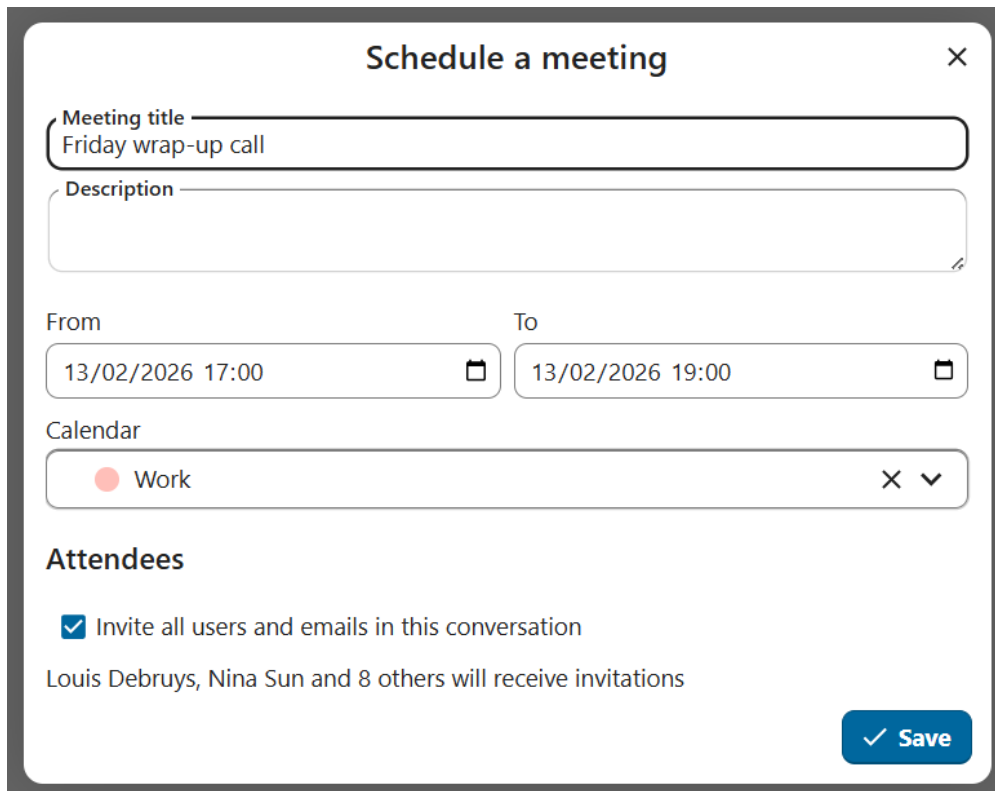 Schedule a meeting
Meeting title
Friday wrap-up call
Description
From
To
13/02/2026 17:00
13/02/2026 19:00
Calendar
Work
Attendees
Invite all users and emails in this conversation
Louis Debruys, Nina Sun and 8 others will receive invitations
Save